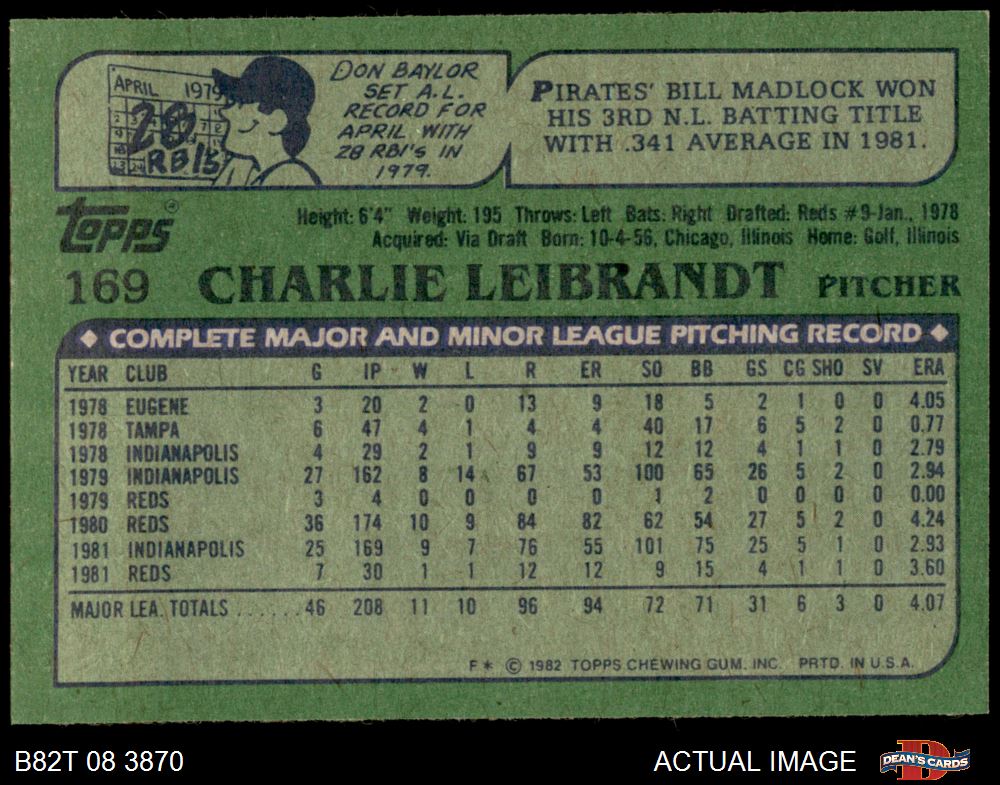 APRIL 1979
28
RBI'S
DON BAYLOR
SET A.L.
RECORD FOR
APRIL WITH
28 RBI'S IN
1979.
PIRATES' BILL MADLOCK WON
HIS 3RD N.L. BATTING TITLE
WITH .341 AVERAGE IN 1981.
topps®
Height: 6'4" Weight: 195 Throws: Left Bats: Right Drafted: Reds #9-Jan., 1978
Acquired: Via Draft Born: 10-4-56, Chicago, Illinois Home: Golf, Illinois
169 CHARLIE LEIBRANDT PITCHER
◆ COMPLETE MAJOR AND MINOR LEAGUE PITCHING RECORD ◆
YEAR CLUB G IP W L R ER SO BB GS CG SHO SV ERA
1978 EUGENE 3 20 2 0 13 9 18 5 2 1 0 0 4.05
1978 TAMPA 6 47 4 1 4 4 40 17 6 5 2 0 0.77
1978 INDIANAPOLIS 4 29 2 1 9 9 12 12 4 1 1 0 2.79
1979 INDIANAPOLIS 27 162 8 14 67 53 100 65 26 5 2 0 2.94
1979 REDS 3 4 0 0 0 0 1 2 0 0 0 0 0.00
1980 REDS 36 174 10 9 84 82 62 54 27 5 2 0 4.24
1981 INDIANAPOLIS 25 169 9 7 76 55 101 75 25 5 1 0 2.93
1981 REDS 7 30 1 1 12 12 9 15 4 1 1 0 3.60
MAJOR LEA. TOTALS ...... 46 208 11 10 96 94 72 71 31 6 3 0 4.07
F* © 1982 TOPPS CHEWING GUM. INC. PRTD. IN U.S.A.
B82T 08 3870 ACTUAL IMAGE DEAN'S CARDS